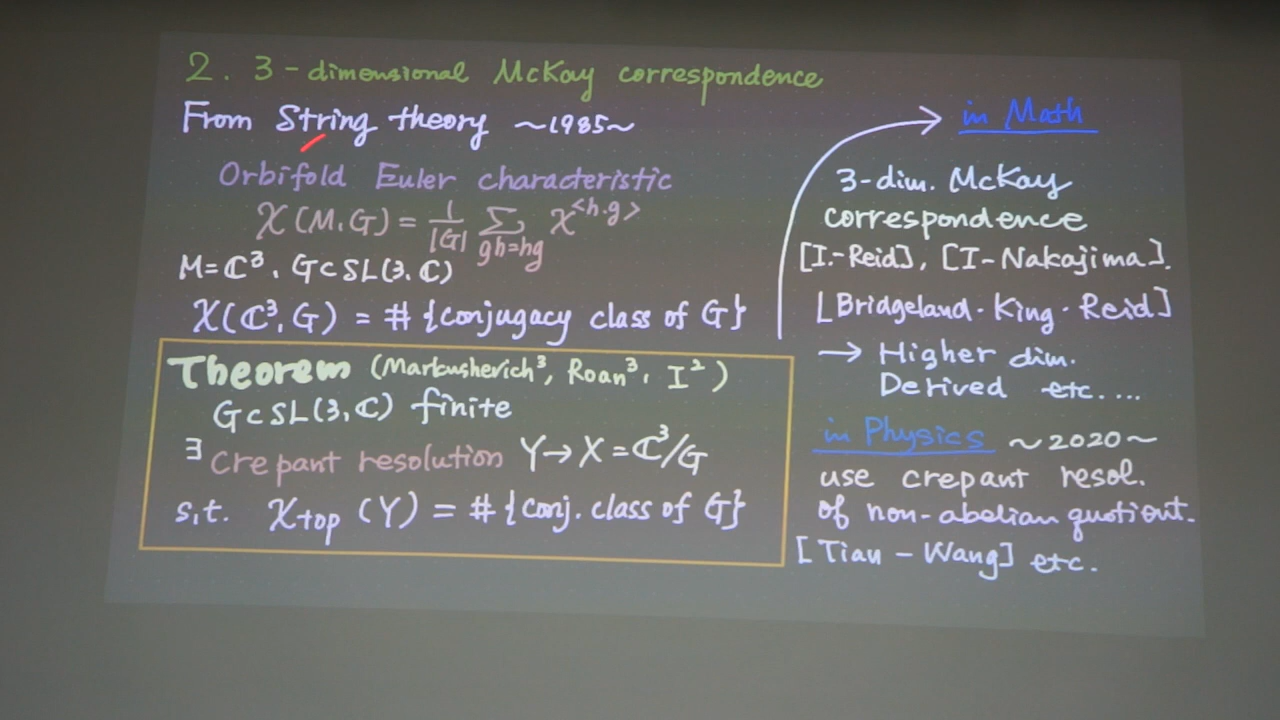 2. 3-dimensional McKay correspondence
From String theory ~1985~
Orbifold Euler characteristic
χ(M.G) = 1/|G| Σ_{gh=hg} χ^{<h.g>}
M=ℂ³, G⊂SL(3,ℂ)
χ(ℂ³,G) = #{conjugacy class of G}
Theorem (Markusherich³, Roan³, I²)
G⊂SL(3,ℂ) finite
∃ crepant resolution Y→X=ℂ³/G
s,t. χ_top (Y) = #{conj. class of G}
in Math
3-dim. McKay
correspondence
[I.-Reid], [I-Nakajima].
[Bridgeland·King·Reid]
→ Higher dim.
Derived etc....
in Physics ~2020~
use crepant resol.
of non-abelian quotient.
[Tian-Wang] etc.